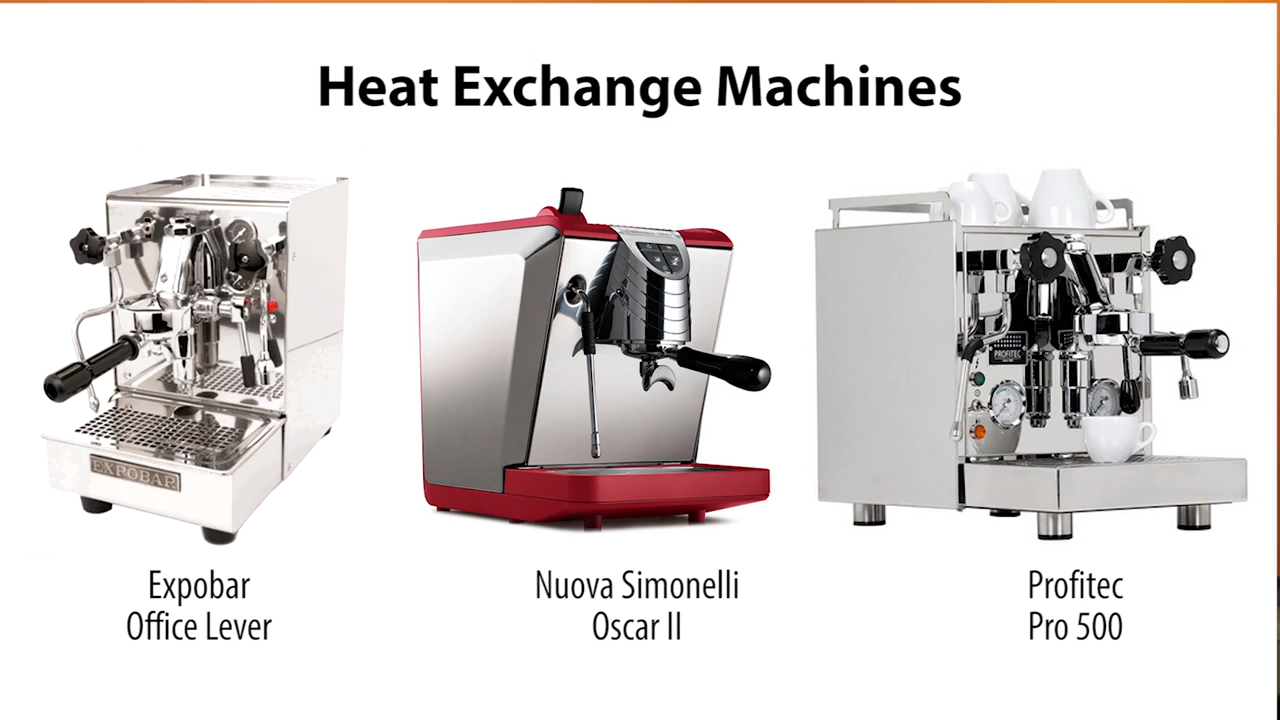 Heat Exchange Machines
EXPOBAR
PROFITEC
Expobar
Office Lever
Nuova Simonelli
Oscar II
Profitec
Pro 500